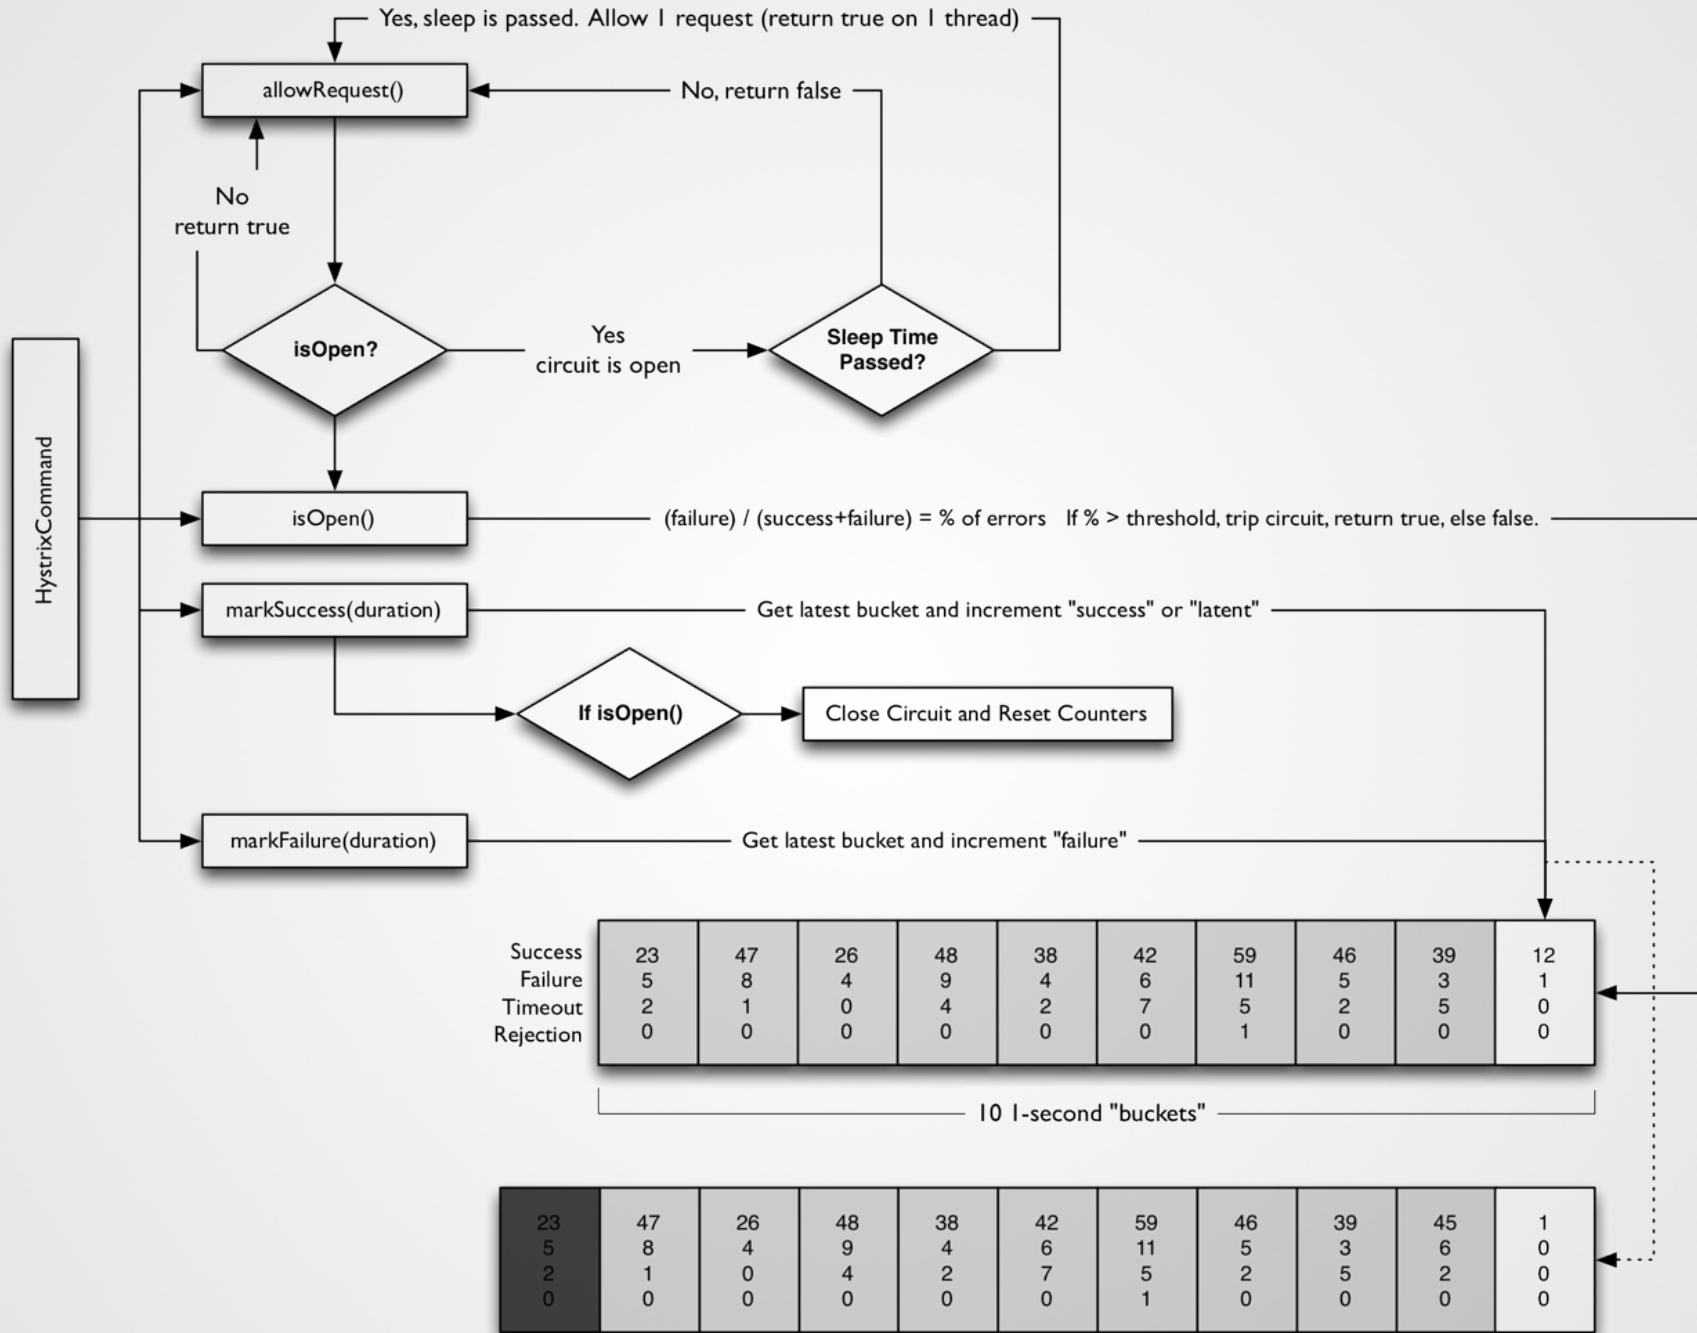 Yes, sleep is passed. Allow 1 request (return true on 1 thread)
allowRequest()
No, return false
No
return true
isOpen?
Yes
circuit is open
Sleep Time
Passed?
HystrixCommand
isOpen()
(failure) / (success+failure) = % of errors If % > threshold, trip circuit, return true, else false.
markSuccess(duration)
Get latest bucket and increment "success" or "latent"
If isOpen()
Close Circuit and Reset Counters
markFailure(duration)
Get latest bucket and increment "failure"
Success 23 47 26 48 38 42 59 46 39 12
Failure 5 8 4 9 4 6 11 5 3 1
Timeout 2 1 0 4 2 7 5 2 5 0
Rejection 0 0 0 0 0 0 1 0 0 0
10 1-second "buckets"
23 47 26 48 38 42 59 46 39 45 1
5 8 4 9 4 6 11 5 3 6 0
2 1 0 4 2 7 5 2 5 2 0
0 0 0 0 0 0 1 0 0 0 0